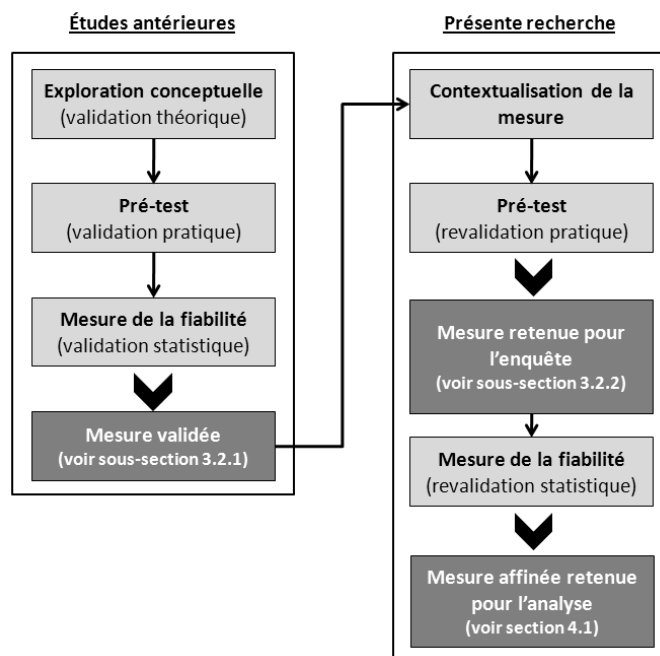 Études antérieures
Exploration conceptuelle
(validation théorique)
Pré-test
(validation pratique)
Mesure de la fiabilité
(validation statistique)
Mesure validée
(voir sous-section 3.2.1)
Présente recherche
Contextualisation de la
mesure
Pré-test
(revalidation pratique)
Mesure retenue pour
l'enquête
(voir sous-section 3.2.2)
Mesure de la fiabilité
(revalidation statistique)
Mesure affinée retenue
pour l'analyse
(voir section 4.1)